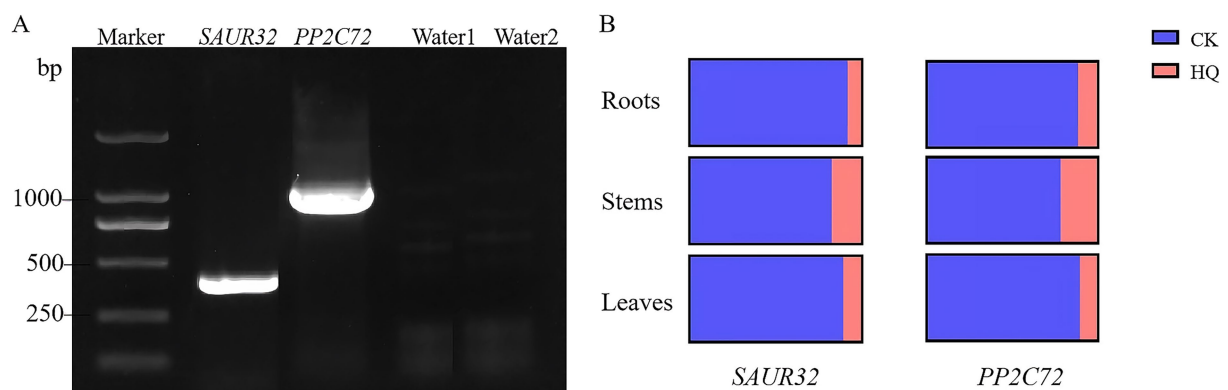 A
Marker SAUR32 PP2C72 Water1 Water2
bp
1000
500
250
B
CK
HQ
Roots
Stems
Leaves
SAUR32 PP2C72